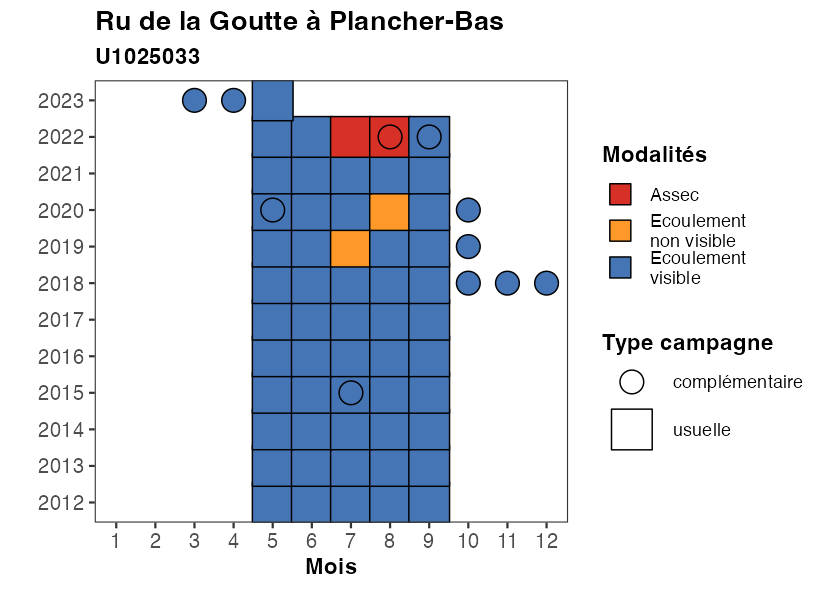 Ru de la Goutte à Plancher-Bas
U1025033
2023
2022
2021
2020
2019
2018
2017
2016
2015
2014
2013
2012
1 2 3 4 5 6 7 8 9 10 11 12
Mois
Modalités
Assec
Ecoulement
non visible
Ecoulement
visible
Type campagne
complémentaire
usuelle